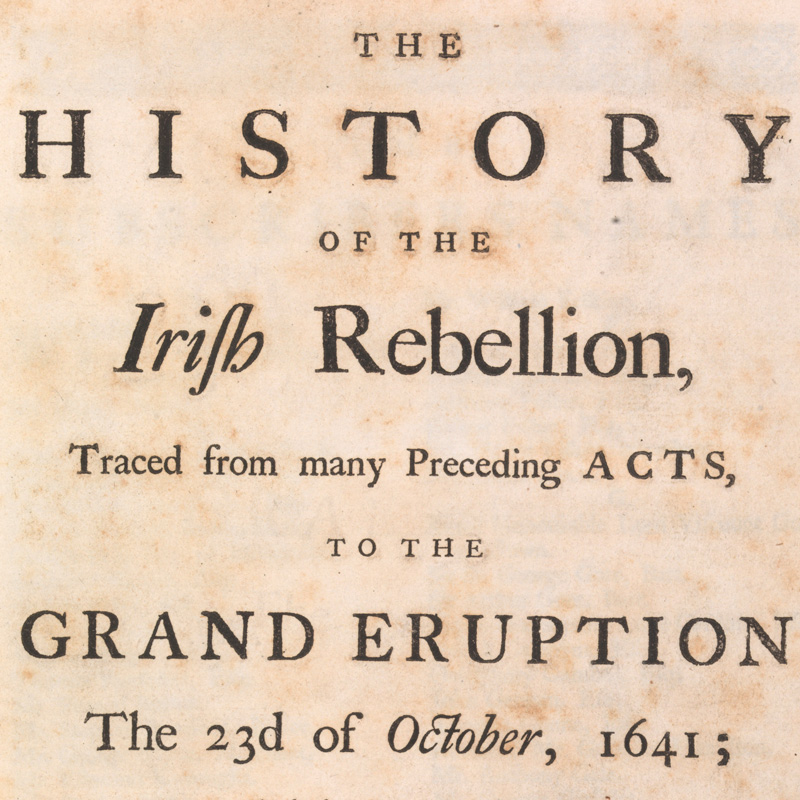 THE
HISTORY
OF THE
Iriſh Rebellion,
Traced from many Preceding ACTS,
TO THE
GRAND ERUPTION
The 23d of October, 1641;